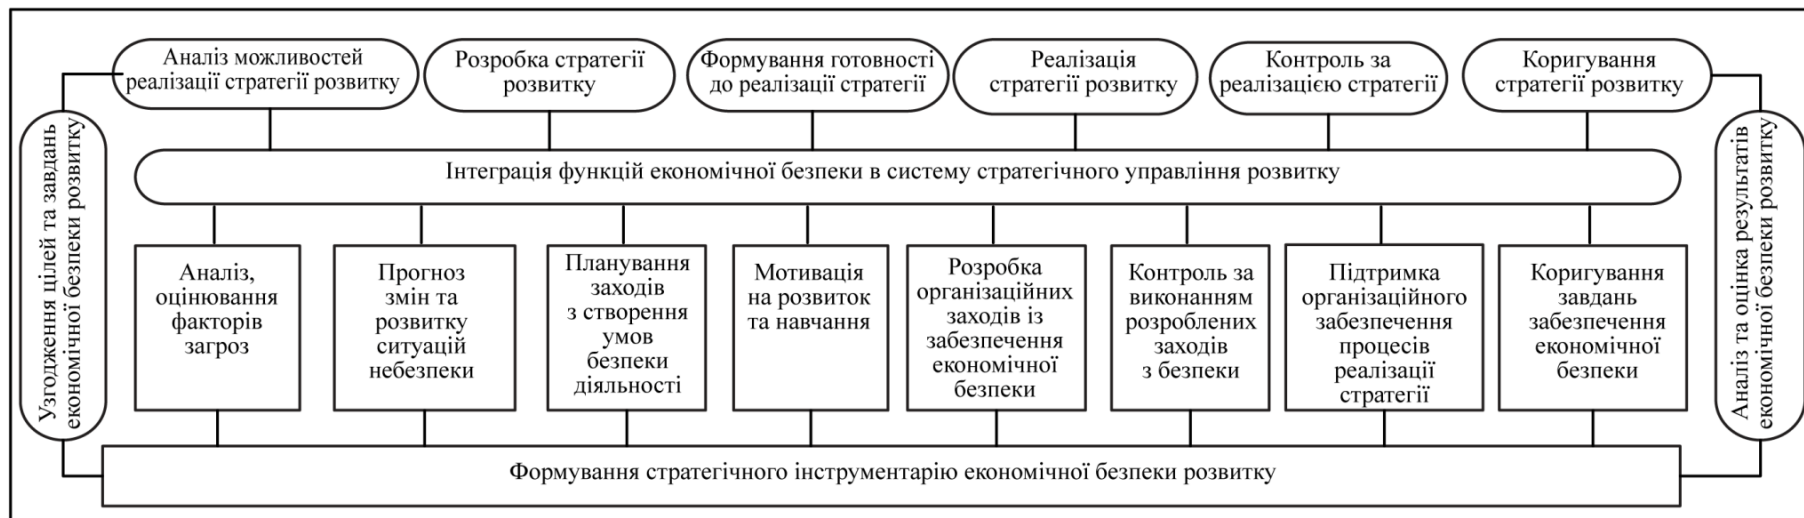 Аналіз можливостей
реалізації стратегії розвитку
Розробка стратегії
розвитку
Формування готовності
до реалізації стратегії
Реалізація
стратегії розвитку
Контроль за
реалізацією стратегії
Коригування
стратегії розвитку
Узгодження цілей та завдань
економічної безпеки розвитку
Інтеграція функцій економічної безпеки в систему стратегічного управління розвитку
Аналіз,
оцінювання
факторів
загроз
Прогноз
змін та
розвитку
ситуацій
небезпеки
Планування
заходів
з створення
умов
безпеки
діяльності
Мотивація
на розвиток
та навчання
Розробка
організаційних
заходів із
забезпечення
економічної
безпеки
Контроль за
виконанням
розроблених
заходів
з безпеки
Підтримка
організаційного
забезпечення
процесів
реалізації
стратегії
Коригування
завдань
забезпечення
економічної
безпеки
Аналіз та оцінка результатів
економічної безпеки розвитку
Формування стратегічного інструментарію економічної безпеки розвитку